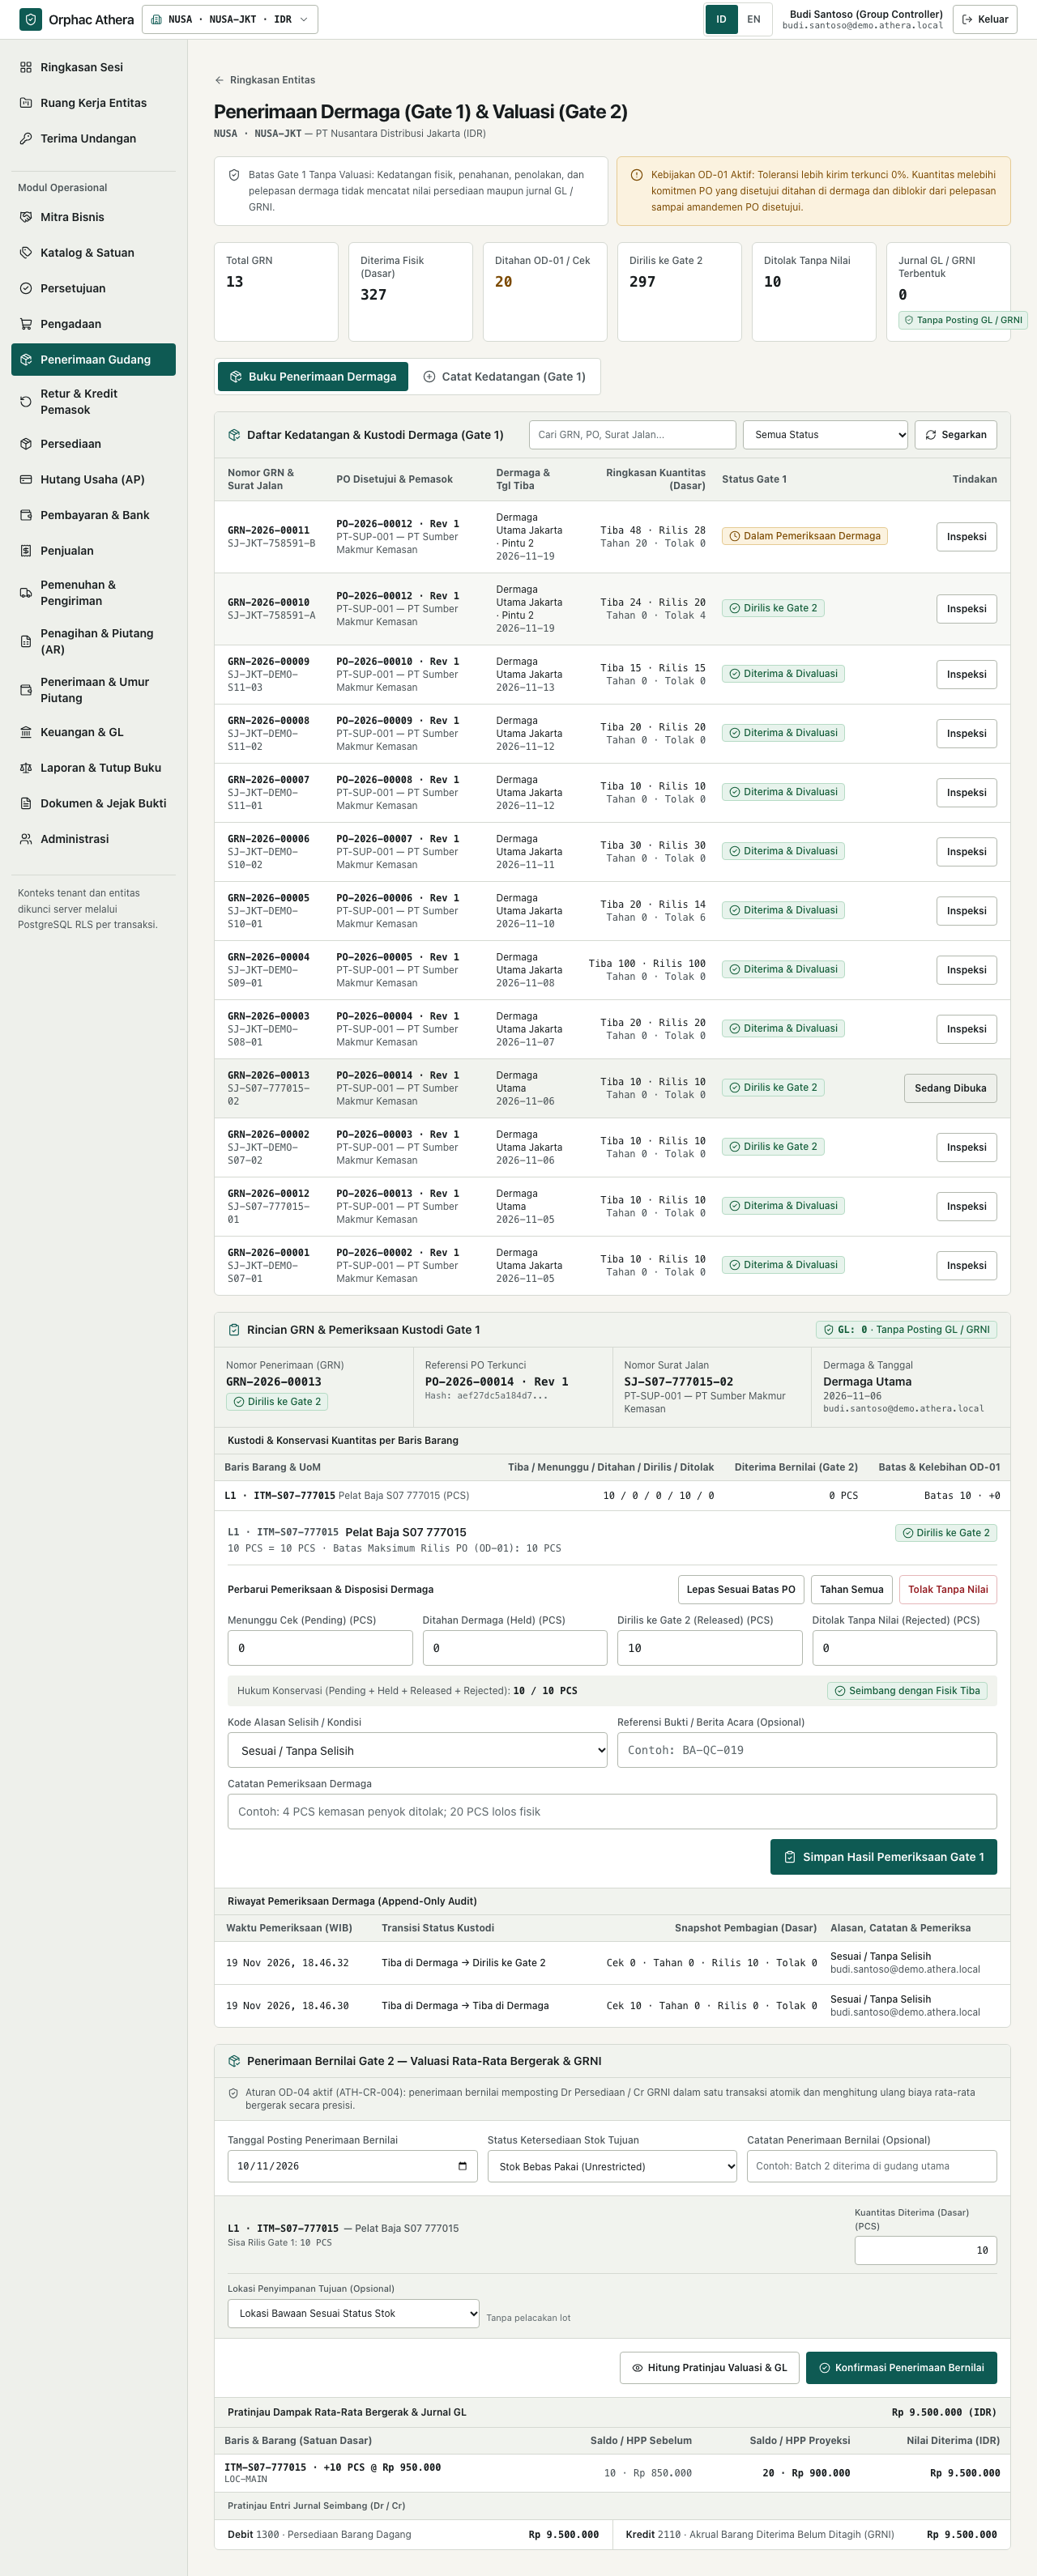 Orphac Athera
NUSA · NUSA-JKT · IDR
ID
EN
Budi Santoso (Group Controller)
budi.santoso@demo.athera.local
Keluar
Ringkasan Sesi
Ruang Kerja Entitas
Terima Undangan
Modul Operasional
Mitra Bisnis
Katalog & Satuan
Persetujuan
Pengadaan
Penerimaan Gudang
Retur & Kredit
Pemasok
Persediaan
Hutang Usaha (AP)
Pembayaran & Bank
Penjualan
Pemenuhan &
Pengiriman
Penagihan & Piutang
(AR)
Penerimaan & Umur
Piutang
Keuangan & GL
Laporan & Tutup Buku
Dokumen & Jejak Bukti
Administrasi
Konteks tenant dan entitas
dikunci server melalui
PostgreSQL RLS per transaksi.
Ringkasan Entitas
Penerimaan Dermaga (Gate 1) & Valuasi (Gate 2)
NUSA · NUSA-JKT — PT Nusantara Distribusi Jakarta (IDR)
Batas Gate 1 Tanpa Valuasi: Kedatangan fisik, penahanan, penolakan, dan
pelepasan dermaga tidak mencatat nilai persediaan maupun jurnal GL /
GRNI.
Kebijakan OD-01 Aktif: Toleransi lebih kirim terkunci 0%. Kuantitas melebihi
komitmen PO yang disetujui ditahan di dermaga dan diblokir dari pelepasan
sampai amandemen PO disetujui.
Total GRN
13
Diterima Fisik
(Dasar)
327
Ditahan OD-01 / Cek
20
Dirilis ke Gate 2
297
Ditolak Tanpa Nilai
10
Jurnal GL / GRNI
Terbentuk
0
Tanpa Posting GL / GRNI
Buku Penerimaan Dermaga
Catat Kedatangan (Gate 1)
Daftar Kedatangan & Kustodi Dermaga (Gate 1)
Cari GRN, PO, Surat Jalan...
Semua Status
Segarkan
Nomor GRN &
Surat Jalan
PO Disetujui & Pemasok
Dermaga &
Tgl Tiba
Ringkasan Kuantitas
(Dasar)
Status Gate 1
Tindakan
GRN-2026-00011
SJ-JKT-758591-B
PO-2026-00012 · Rev 1
PT-SUP-001 — PT Sumber
Makmur Kemasan
Dermaga
Utama Jakarta
· Pintu 2
2026-11-19
Tiba 48 · Rilis 28
Tahan 20 · Tolak 0
Dalam Pemeriksaan Dermaga
Inspeksi
GRN-2026-00010
SJ-JKT-758591-A
PO-2026-00012 · Rev 1
PT-SUP-001 — PT Sumber
Makmur Kemasan
Dermaga
Utama Jakarta
· Pintu 2
2026-11-19
Tiba 24 · Rilis 20
Tahan 0 · Tolak 4
Dirilis ke Gate 2
Inspeksi
GRN-2026-00009
SJ-JKT-DEMO-
S11-03
PO-2026-00010 · Rev 1
PT-SUP-001 — PT Sumber
Makmur Kemasan
Dermaga
Utama Jakarta
2026-11-13
Tiba 15 · Rilis 15
Tahan 0 · Tolak 0
Diterima & Divaluasi
Inspeksi
GRN-2026-00008
SJ-JKT-DEMO-
S11-02
PO-2026-00009 · Rev 1
PT-SUP-001 — PT Sumber
Makmur Kemasan
Dermaga
Utama Jakarta
2026-11-12
Tiba 20 · Rilis 20
Tahan 0 · Tolak 0
Diterima & Divaluasi
Inspeksi
GRN-2026-00007
SJ-JKT-DEMO-
S11-01
PO-2026-00008 · Rev 1
PT-SUP-001 — PT Sumber
Makmur Kemasan
Dermaga
Utama Jakarta
2026-11-12
Tiba 10 · Rilis 10
Tahan 0 · Tolak 0
Diterima & Divaluasi
Inspeksi
GRN-2026-00006
SJ-JKT-DEMO-
S10-02
PO-2026-00007 · Rev 1
PT-SUP-001 — PT Sumber
Makmur Kemasan
Dermaga
Utama Jakarta
2026-11-11
Tiba 30 · Rilis 30
Tahan 0 · Tolak 0
Diterima & Divaluasi
Inspeksi
GRN-2026-00005
SJ-JKT-DEMO-
S10-01
PO-2026-00006 · Rev 1
PT-SUP-001 — PT Sumber
Makmur Kemasan
Dermaga
Utama Jakarta
2026-11-10
Tiba 20 · Rilis 14
Tahan 0 · Tolak 6
Diterima & Divaluasi
Inspeksi
GRN-2026-00004
SJ-JKT-DEMO-
S09-01
PO-2026-00005 · Rev 1
PT-SUP-001 — PT Sumber
Makmur Kemasan
Dermaga
Utama Jakarta
2026-11-08
Tiba 100 · Rilis 100
Tahan 0 · Tolak 0
Diterima & Divaluasi
Inspeksi
GRN-2026-00003
SJ-JKT-DEMO-
S08-01
PO-2026-00004 · Rev 1
PT-SUP-001 — PT Sumber
Makmur Kemasan
Dermaga
Utama Jakarta
2026-11-07
Tiba 20 · Rilis 20
Tahan 0 · Tolak 0
Diterima & Divaluasi
Inspeksi
GRN-2026-00013
SJ-S07-777015-
02
PO-2026-00014 · Rev 1
PT-SUP-001 — PT Sumber
Makmur Kemasan
Dermaga
Utama
2026-11-06
Tiba 10 · Rilis 10
Tahan 0 · Tolak 0
Dirilis ke Gate 2
Sedang Dibuka
GRN-2026-00002
SJ-JKT-DEMO-
S07-02
PO-2026-00003 · Rev 1
PT-SUP-001 — PT Sumber
Makmur Kemasan
Dermaga
Utama Jakarta
2026-11-06
Tiba 10 · Rilis 10
Tahan 0 · Tolak 0
Dirilis ke Gate 2
Inspeksi
GRN-2026-00012
SJ-S07-777015-
01
PO-2026-00013 · Rev 1
PT-SUP-001 — PT Sumber
Makmur Kemasan
Dermaga
Utama
2026-11-05
Tiba 10 · Rilis 10
Tahan 0 · Tolak 0
Diterima & Divaluasi
Inspeksi
GRN-2026-00001
SJ-JKT-DEMO-
S07-01
PO-2026-00002 · Rev 1
PT-SUP-001 — PT Sumber
Makmur Kemasan
Dermaga
Utama Jakarta
2026-11-05
Tiba 10 · Rilis 10
Tahan 0 · Tolak 0
Diterima & Divaluasi
Inspeksi
Rincian GRN & Pemeriksaan Kustodi Gate 1
GL: 0 · Tanpa Posting GL / GRNI
Nomor Penerimaan (GRN)
GRN-2026-00013
Dirilis ke Gate 2
Referensi PO Terkunci
PO-2026-00014 · Rev 1
Hash: aef27dc5a184d7...
Nomor Surat Jalan
SJ-S07-777015-02
PT-SUP-001 — PT Sumber Makmur
Kemasan
Dermaga & Tanggal
Dermaga Utama
2026-11-06
budi.santoso@demo.athera.local
Kustodi & Konservasi Kuantitas per Baris Barang
Baris Barang & UoM
Tiba / Menunggu / Ditahan / Dirilis / Ditolak
Diterima Bernilai (Gate 2)
Batas & Kelebihan OD-01
L1 · ITM-S07-777015 Pelat Baja S07 777015 (PCS)
10 / 0 / 0 / 10 / 0
0 PCS
Batas 10 · +0
L1 · ITM-S07-777015 Pelat Baja S07 777015
Dirilis ke Gate 2
10 PCS = 10 PCS · Batas Maksimum Rilis PO (OD-01): 10 PCS
Perbarui Pemeriksaan & Disposisi Dermaga
Lepas Sesuai Batas PO
Tahan Semua
Tolak Tanpa Nilai
Menunggu Cek (Pending) (PCS)
0
Ditahan Dermaga (Held) (PCS)
0
Dirilis ke Gate 2 (Released) (PCS)
10
Ditolak Tanpa Nilai (Rejected) (PCS)
0
Hukum Konservasi (Pending + Held + Released + Rejected): 10 / 10 PCS
Seimbang dengan Fisik Tiba
Kode Alasan Selisih / Kondisi
Sesuai / Tanpa Selisih
Referensi Bukti / Berita Acara (Opsional)
Contoh: BA-QC-019
Catatan Pemeriksaan Dermaga
Contoh: 4 PCS kemasan penyok ditolak; 20 PCS lolos fisik
Simpan Hasil Pemeriksaan Gate 1
Riwayat Pemeriksaan Dermaga (Append-Only Audit)
Waktu Pemeriksaan (WIB)
Transisi Status Kustodi
Snapshot Pembagian (Dasar)
Alasan, Catatan & Pemeriksa
19 Nov 2026, 18.46.32
Tiba di Dermaga → Dirilis ke Gate 2
Cek 0 · Tahan 0 · Rilis 10 · Tolak 0
Sesuai / Tanpa Selisih
budi.santoso@demo.athera.local
19 Nov 2026, 18.46.30
Tiba di Dermaga → Tiba di Dermaga
Cek 10 · Tahan 0 · Rilis 0 · Tolak 0
Sesuai / Tanpa Selisih
budi.santoso@demo.athera.local
Penerimaan Bernilai Gate 2 — Valuasi Rata-Rata Bergerak & GRNI
Aturan OD-04 aktif (ATH-CR-004): penerimaan bernilai memposting Dr Persediaan / Cr GRNI dalam satu transaksi atomik dan menghitung ulang biaya rata-rata
bergerak secara presisi.
Tanggal Posting Penerimaan Bernilai
10/11/2026
Status Ketersediaan Stok Tujuan
Stok Bebas Pakai (Unrestricted)
Catatan Penerimaan Bernilai (Opsional)
Contoh: Batch 2 diterima di gudang utama
L1 · ITM-S07-777015 — Pelat Baja S07 777015
Sisa Rilis Gate 1: 10 PCS
Kuantitas Diterima (Dasar)
(PCS)
10
Lokasi Penyimpanan Tujuan (Opsional)
Lokasi Bawaan Sesuai Status Stok
Tanpa pelacakan lot
Hitung Pratinjau Valuasi & GL
Konfirmasi Penerimaan Bernilai
Pratinjau Dampak Rata-Rata Bergerak & Jurnal GL
Rp 9.500.000 (IDR)
Baris & Barang (Satuan Dasar)
Saldo / HPP Sebelum
Saldo / HPP Proyeksi
Nilai Diterima (IDR)
ITM-S07-777015 · +10 PCS @ Rp 950.000
LOC-MAIN
10 · Rp 850.000
20 · Rp 900.000
Rp 9.500.000
Pratinjau Entri Jurnal Seimbang (Dr / Cr)
Debit 1300 · Persediaan Barang Dagang
Rp 9.500.000
Kredit 2110 · Akrual Barang Diterima Belum Ditagih (GRNI)
Rp 9.500.000